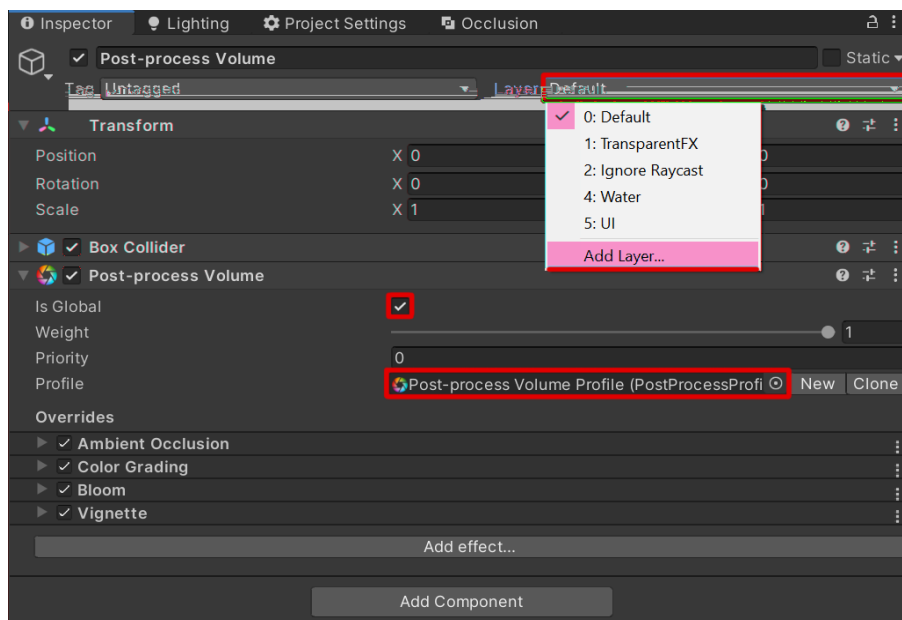 Inspector Lighting Project Settings Occlusion
Post-process Volume Static
Tag Untagged Layer Default
0: Default
1: TransparentFX
2: Ignore Raycast
4: Water
5: UI
Add Layer...
Transform
Position X 0 0
Rotation X 0 0
Scale X 1 1
Box Collider
Post-process Volume
Is Global
Weight 1
Priority 0
Profile Post-process Volume Profile (PostProcessProfi New Clone
Overrides
Ambient Occlusion
Color Grading
Bloom
Vignette
Add effect...
Add Component